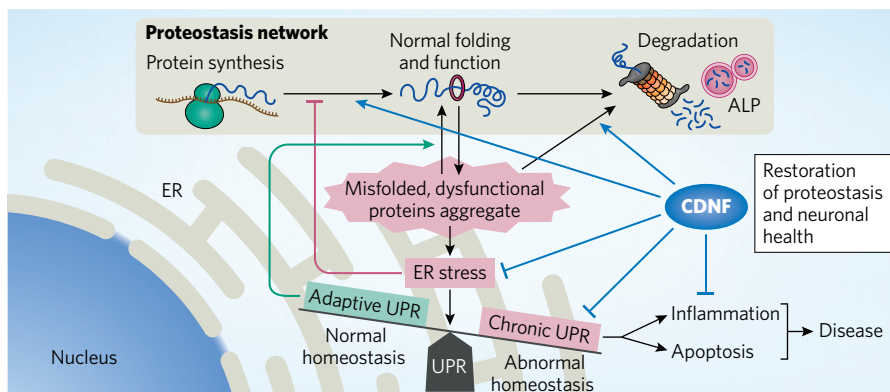 Proteostasis network
Protein synthesis
Normal folding
and function
Degradation
ALP
ER
Misfolded, dysfunctional
proteins aggregate
CDNF
Restoration
of proteostasis
and neuronal
health
ER stress
Adaptive UPR
Chronic UPR
Inflammation
Apoptosis
Disease
Normal
homeostasis
UPR
Abnormal
homeostasis
Nucleus